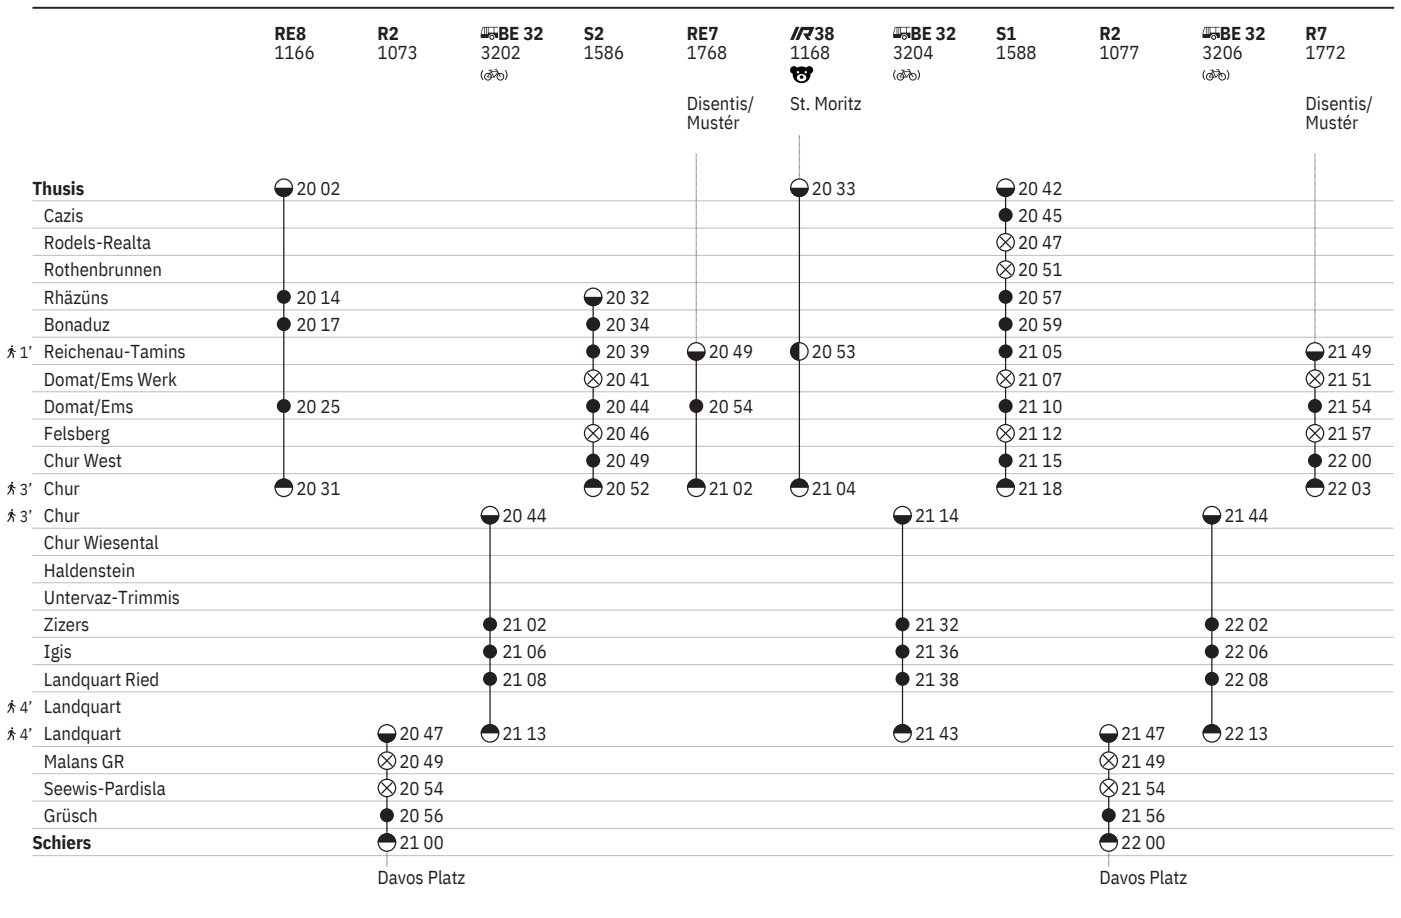 RE8 R2 BE 32 S2 RE7 IR38 BE 32 S1 R2 BE 32 R7
1166 1073 3202 1586 1768 1168 3204 1588 1077 3206 1772
Disentis/ St. Moritz Disentis/
Mustér Mustér
Thusis 20 02 20 33 20 42
Cazis 20 45
Rodels-Realta 20 47
Rothenbrunnen 20 51
Rhäzüns 20 14 20 32 20 57
Bonaduz 20 17 20 34 20 59
1’ Reichenau-Tamins 20 39 20 49 20 53 21 05 21 49
Domat/Ems Werk 20 41 21 07 21 51
Domat/Ems 20 25 20 44 20 54 21 10 21 54
Felsberg 20 46 21 12 21 57
Chur West 20 49 21 15 22 00
3’ Chur 20 31 20 52 21 02 21 04 21 18 22 03
3’ Chur 20 44 21 14 21 44
Chur Wiesental
Haldenstein
Untervaz-Trimmis
Zizers 21 02 21 32 22 02
Igis 21 06 21 36 22 06
Landquart Ried 21 08 21 38 22 08
4’ Landquart
4’ Landquart 20 47 21 13 21 43 21 47 22 13
Malans GR 20 49 21 49
Seewis-Pardisla 20 54 21 54
Grüsch 20 56 21 56
Schiers 21 00 22 00
Davos Platz Davos Platz